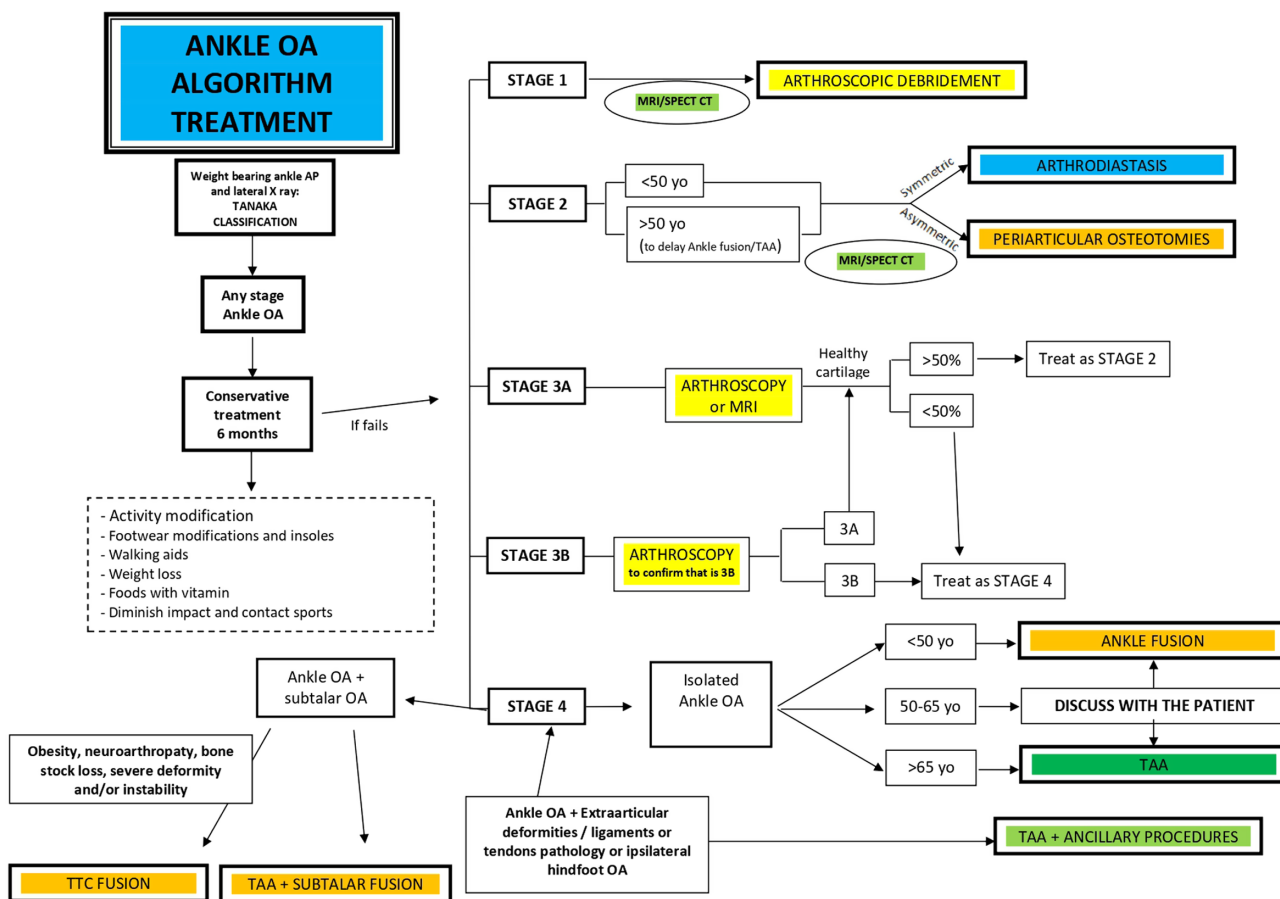 ANKLE OA
ALGORITHM
TREATMENT
Weight bearing ankle AP
and lateral X ray:
TANAKA
CLASSIFICATION
Any stage
Ankle OA
Conservative
treatment
6 months
If fails
- Activity modification
- Footwear modifications and insoles
- Walking aids
- Weight loss
- Foods with vitamin
- Diminish impact and contact sports
STAGE 1
MRI/SPECT CT
ARTHROSCOPIC DEBRIDEMENT
STAGE 2
<50 yo
>50 yo
(to delay Ankle fusion/TAA)
Symmetric
Asymmetric
MRI/SPECT CT
ARTHRODIASTASIS
PERIARTICULAR OSTEOTOMIES
STAGE 3A
ARTHROSCOPY
or MRI
Healthy
cartilage
>50%
Treat as STAGE 2
<50%
STAGE 3B
ARTHROSCOPY
to confirm that is 3B
3A
3B
Treat as STAGE 4
STAGE 4
Isolated
Ankle OA
<50 yo
ANKLE FUSION
50-65 yo
DISCUSS WITH THE PATIENT
>65 yo
TAA
Ankle OA +
subtalar OA
Obesity, neuroarthropaty, bone
stock loss, severe deformity
and/or instability
TTC FUSION
TAA + SUBTALAR FUSION
Ankle OA + Extraarticular
deformities / ligaments or
tendons pathology or ipsilateral
hindfoot OA
TAA + ANCILLARY PROCEDURES